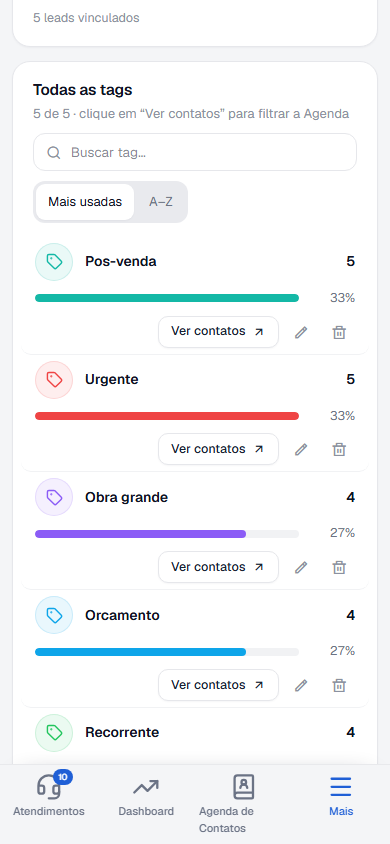 5 leads vinculados
Todas as tags
5 de 5 · clique em “Ver contatos” para filtrar a Agenda
Buscar tag...
Mais usadas A–Z
Pos-venda 5
33%
Ver contatos
Urgente 5
33%
Ver contatos
Obra grande 4
27%
Ver contatos
Orcamento 4
27%
Ver contatos
Recorrente 4
10
Atendimentos Dashboard Agenda de Contatos Mais